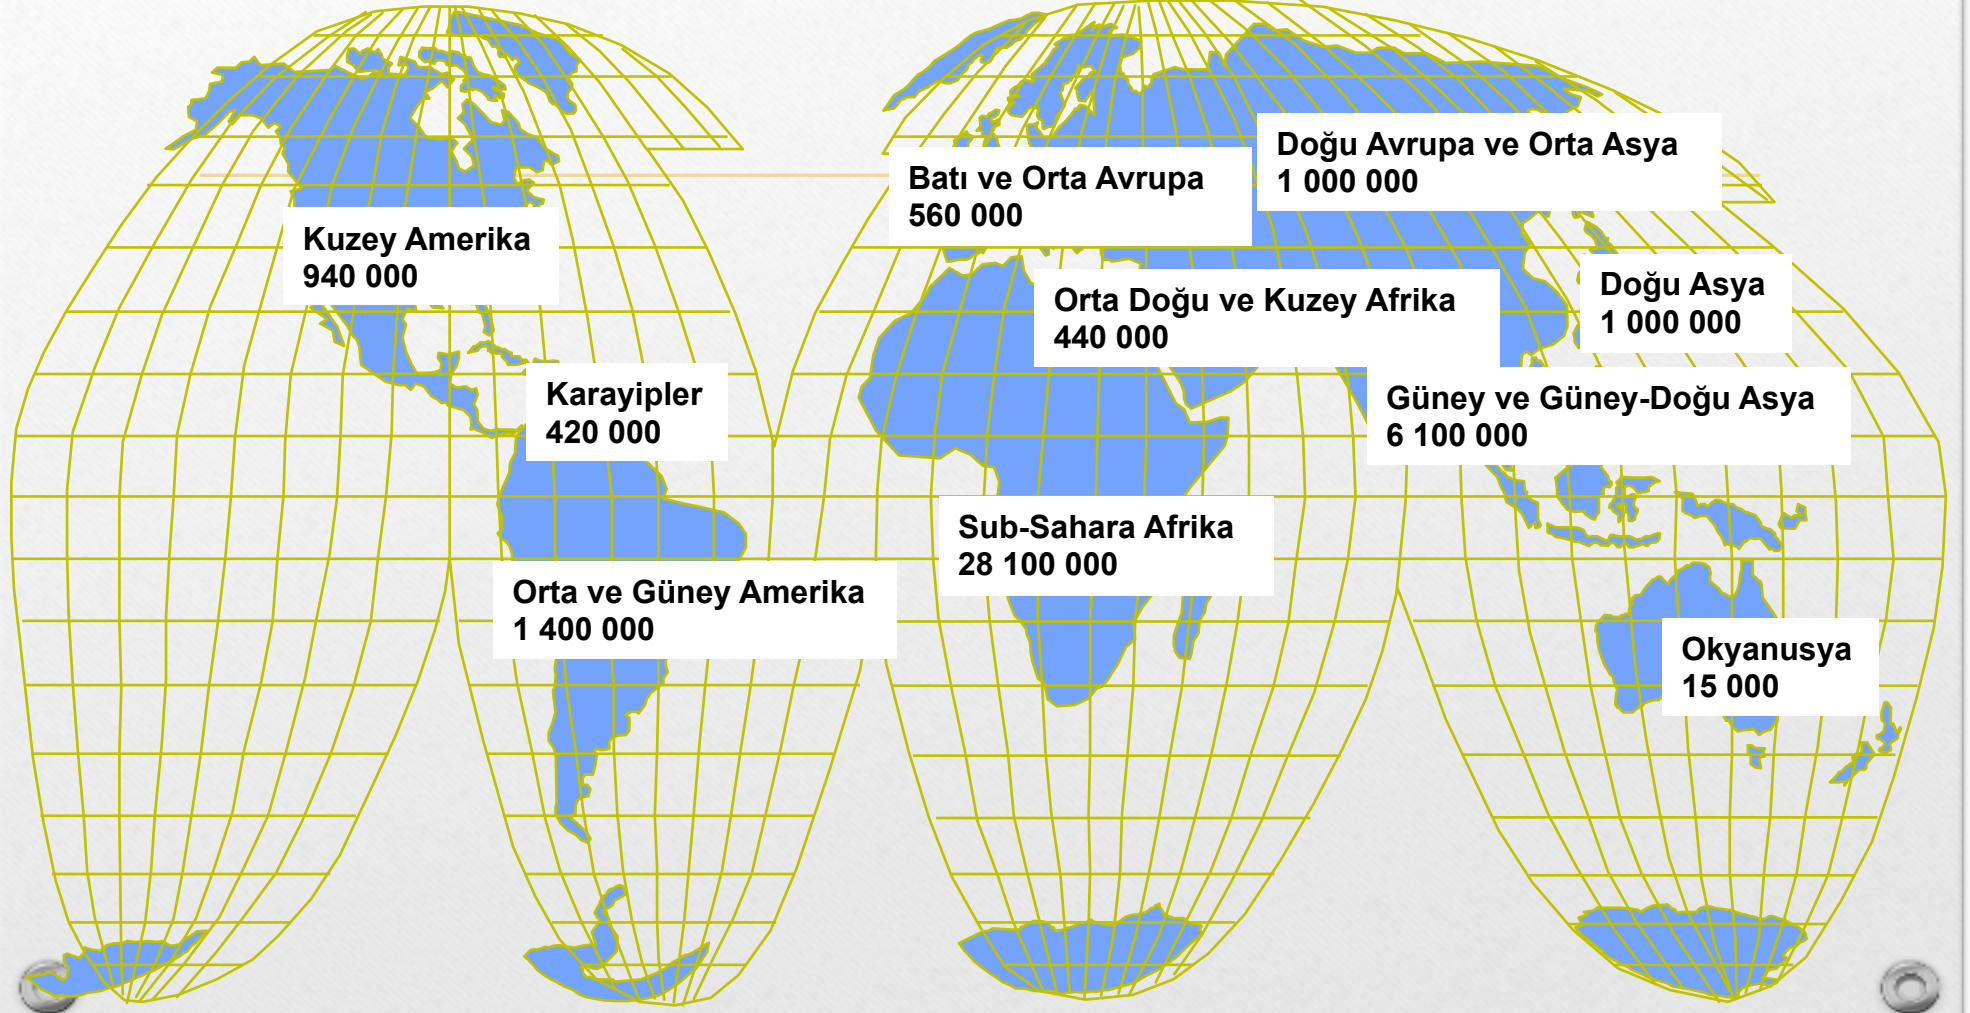 Doğu Avrupa ve Orta Asya
1 000 000
Batı ve Orta Avrupa
560 000
Kuzey Amerika
940 000
Orta Doğu ve Kuzey Afrika
440 000
Doğu Asya
1 000 000
Karayipler
420 000
Güney ve Güney-Doğu Asya
6 100 000
Sub-Sahara Afrika
28 100 000
Orta ve Güney Amerika
1 400 000
Okyanusya
15 000